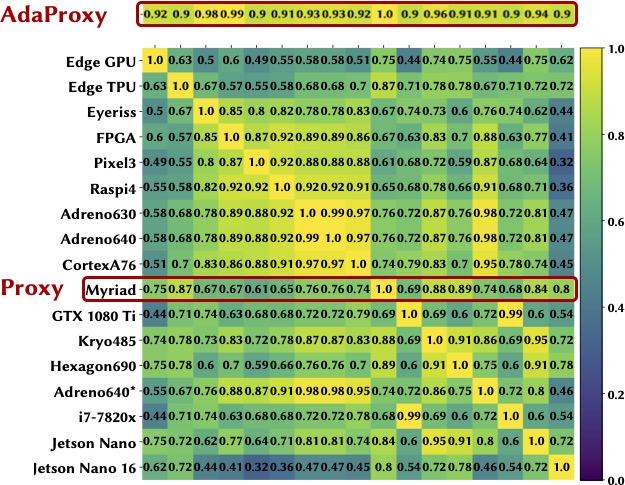 AdaProxy 0.92 0.9 0.98 0.99 0.9 0.91 0.93 0.93 0.92 1.0 0.9 0.96 0.91 0.91 0.9 0.94 0.9
Edge GPU 1.0 0.63 0.5 0.6 0.49 0.55 0.58 0.58 0.51 0.75 0.44 0.74 0.75 0.55 0.44 0.75 0.62
Edge TPU 0.63 1.0 0.67 0.57 0.55 0.58 0.68 0.68 0.7 0.87 0.71 0.78 0.78 0.67 0.71 0.72 0.72
Eyeriss 0.5 0.67 1.0 0.85 0.8 0.82 0.78 0.78 0.83 0.67 0.74 0.73 0.6 0.76 0.74 0.62 0.44
FPGA 0.6 0.57 0.85 1.0 0.87 0.92 0.89 0.89 0.86 0.67 0.63 0.83 0.7 0.88 0.63 0.77 0.41
Pixel3 0.49 0.55 0.8 0.87 1.0 0.92 0.88 0.88 0.88 0.61 0.68 0.72 0.59 0.87 0.68 0.64 0.32
Raspi4 0.55 0.58 0.82 0.92 0.92 1.0 0.92 0.92 0.91 0.65 0.68 0.78 0.66 0.91 0.68 0.71 0.36
Adreno630 0.58 0.68 0.78 0.89 0.88 0.92 1.0 0.99 0.97 0.76 0.72 0.87 0.76 0.98 0.72 0.81 0.47
Adreno640 0.58 0.68 0.78 0.89 0.88 0.92 0.99 1.0 0.97 0.76 0.72 0.87 0.76 0.98 0.72 0.81 0.47
CortexA76 0.51 0.7 0.83 0.86 0.88 0.91 0.97 0.97 1.0 0.74 0.79 0.83 0.7 0.95 0.78 0.74 0.45
Proxy Myriad 0.75 0.87 0.67 0.67 0.61 0.65 0.76 0.76 0.74 1.0 0.69 0.88 0.89 0.74 0.68 0.84 0.8
GTX 1080 Ti 0.44 0.71 0.74 0.63 0.68 0.68 0.72 0.72 0.79 0.69 1.0 0.69 0.6 0.72 0.99 0.6 0.54
Kryo485 0.74 0.78 0.73 0.83 0.72 0.78 0.87 0.87 0.83 0.88 0.69 1.0 0.91 0.86 0.69 0.95 0.72
Hexagon690 0.75 0.78 0.6 0.7 0.59 0.66 0.76 0.76 0.7 0.89 0.6 0.91 1.0 0.75 0.6 0.91 0.78
Adreno640* 0.55 0.67 0.76 0.88 0.87 0.91 0.98 0.98 0.95 0.74 0.72 0.86 0.75 1.0 0.72 0.8 0.46
i7-7820x 0.44 0.71 0.74 0.63 0.68 0.68 0.72 0.72 0.78 0.68 0.99 0.69 0.6 0.72 1.0 0.6 0.54
Jetson Nano 0.75 0.72 0.62 0.77 0.64 0.71 0.81 0.81 0.74 0.84 0.6 0.95 0.91 0.8 0.6 1.0 0.72
Jetson Nano 16 0.62 0.72 0.44 0.41 0.32 0.36 0.47 0.47 0.45 0.8 0.54 0.72 0.78 0.46 0.54 0.72 1.0
1.0
0.8
0.6
0.4
0.2
0.0